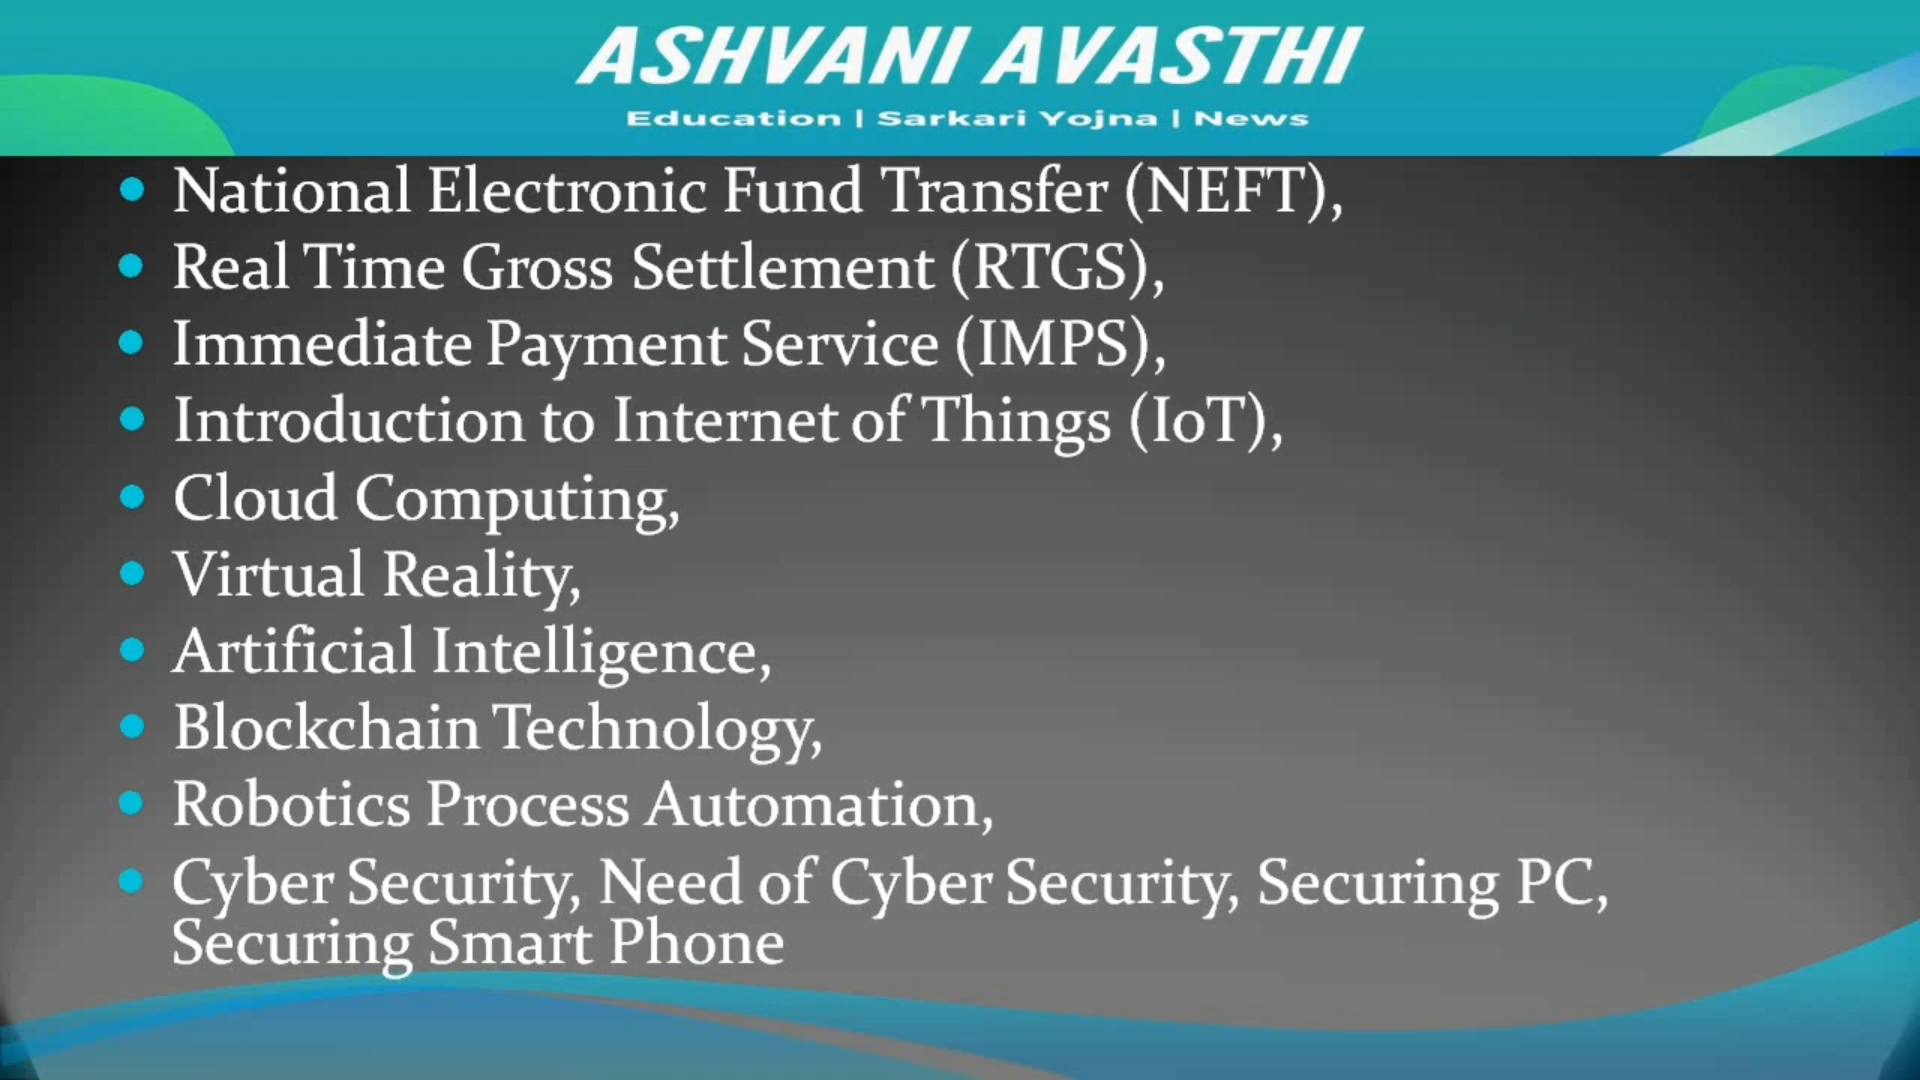 ASHVANI AVASTHI
Education | Sarkari Yojna | News
• National Electronic Fund Transfer (NEFT),
• Real Time Gross Settlement (RTGS),
• Immediate Payment Service (IMPS),
• Introduction to Internet of Things (IoT),
• Cloud Computing,
• Virtual Reality,
• Artificial Intelligence,
• Blockchain Technology,
• Robotics Process Automation,
• Cyber Security, Need of Cyber Security, Securing PC,
Securing Smart Phone